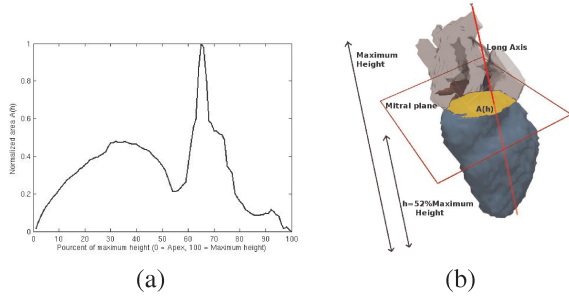 Normalized area A(h)
1
0.8
0.6
0.4
0.2
0
0 10 20 30 40 50 60 70 80 90 100
Pourcent of maximum height (0 = Apex, 100 = Maximum height)
(a)
Maximum
Height
Long Axis
Mitral plane
A(h)
h=52%Maximum
Height
(b)